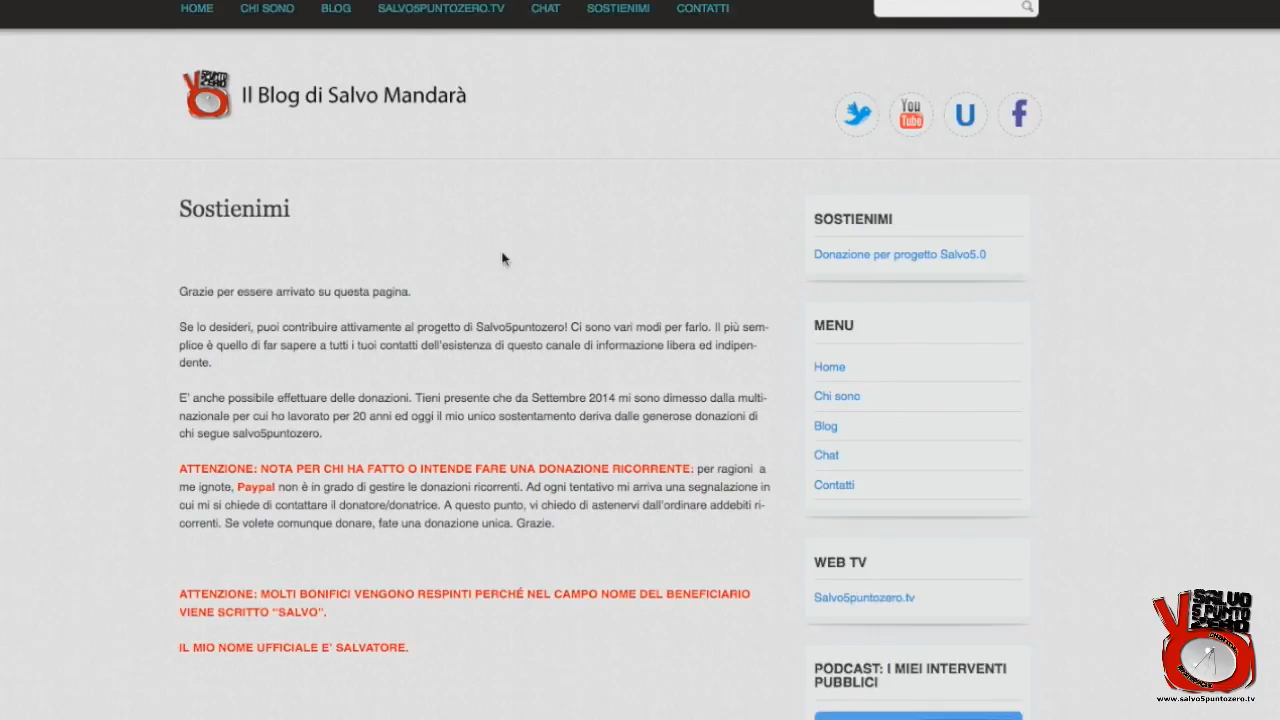 HOME CHI SONO BLOG SALVO5PUNTOZERO.TV CHAT SOSTIENIMI CONTATTI
Il Blog di Salvo Mandarà
You
Tube
U
f
Sostienimi
Grazie per essere arrivato su questa pagina.
Se lo desideri, puoi contribuire attivamente al progetto di Salvo5puntozero! Ci sono vari modi per farlo. Il più sem-
plice è quello di far sapere a tutti i tuoi contatti dell'esistenza di questo canale di informazione libera ed indipen-
dente.
E' anche possibile effettuare delle donazioni. Tieni presente che da Settembre 2014 mi sono dimesso dalla multi-
nazionale per cui ho lavorato per 20 anni ed oggi il mio unico sostentamento deriva dalle generose donazioni di
chi segue salvo5puntozero.
ATTENZIONE: NOTA PER CHI HA FATTO O INTENDE FARE UNA DONAZIONE RICORRENTE: per ragioni a
me ignote, Paypal non è in grado di gestire le donazioni ricorrenti. Ad ogni tentativo mi arriva una segnalazione in
cui mi si chiede di contattare il donatore/donatrice. A questo punto, vi chiedo di astenervi dall'ordinare addebiti ri-
correnti. Se volete comunque donare, fate una donazione unica. Grazie.
ATTENZIONE: MOLTI BONIFICI VENGONO RESPINTI PERCHÉ NEL CAMPO NOME DEL BENEFICIARIO
VIENE SCRITTO "SALVO".
IL MIO NOME UFFICIALE E' SALVATORE.
SOSTIENIMI
Donazione per progetto Salvo5.0
MENU
Home
Chi sono
Blog
Chat
Contatti
WEB TV
Salvo5puntozero.tv
PODCAST: I MIEI INTERVENTI
PUBBLICI
SALVO
5.PUNTO
ZERO
www.salvo5puntozero.tv